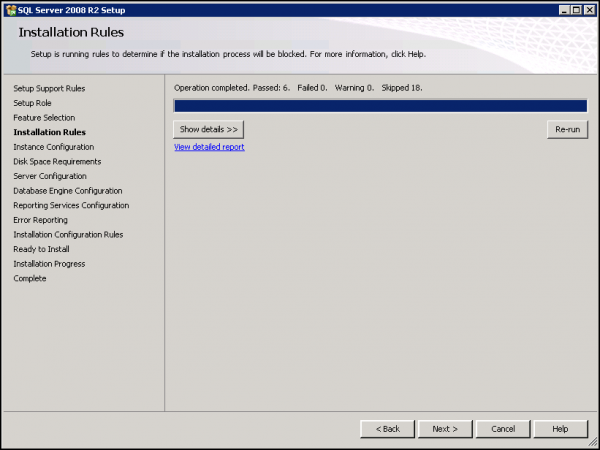 SQL Server 2008 R2 Setup
Installation Rules
Setup is running rules to determine if the installation process will be blocked. For more information, click Help.
Setup Support Rules
Setup Role
Feature Selection
Installation Rules
Instance Configuration
Disk Space Requirements
Server Configuration
Database Engine Configuration
Reporting Services Configuration
Error Reporting
Installation Configuration Rules
Ready to Install
Installation Progress
Complete
Operation completed. Passed: 6. Failed 0. Warning 0. Skipped 18.
Show details >>
Re-run
View detailed report
< Back
Next >
Cancel
Help